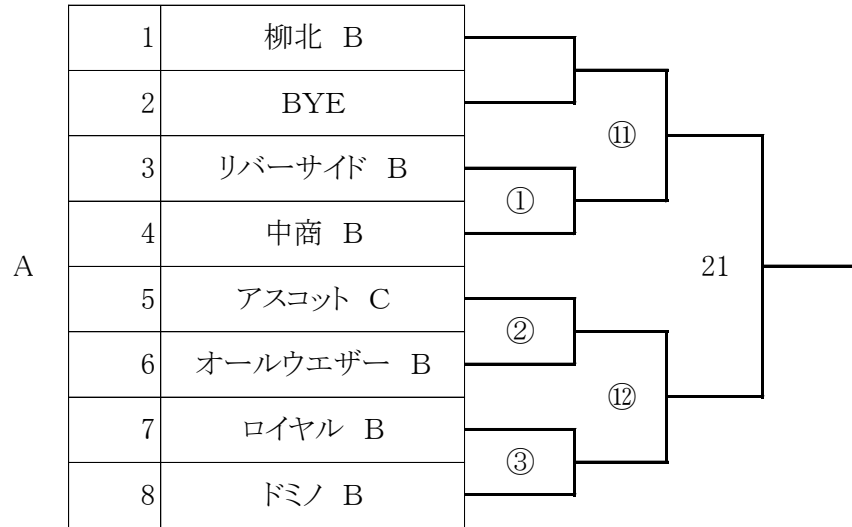 1 柳北 B
2 BYE
⑪
3 リバーサイド B
①
4 中商 B
A
21
5 アスコット C
②
6 オールウエザー B
⑫
7 ロイヤル B
③
8 ドミノ B